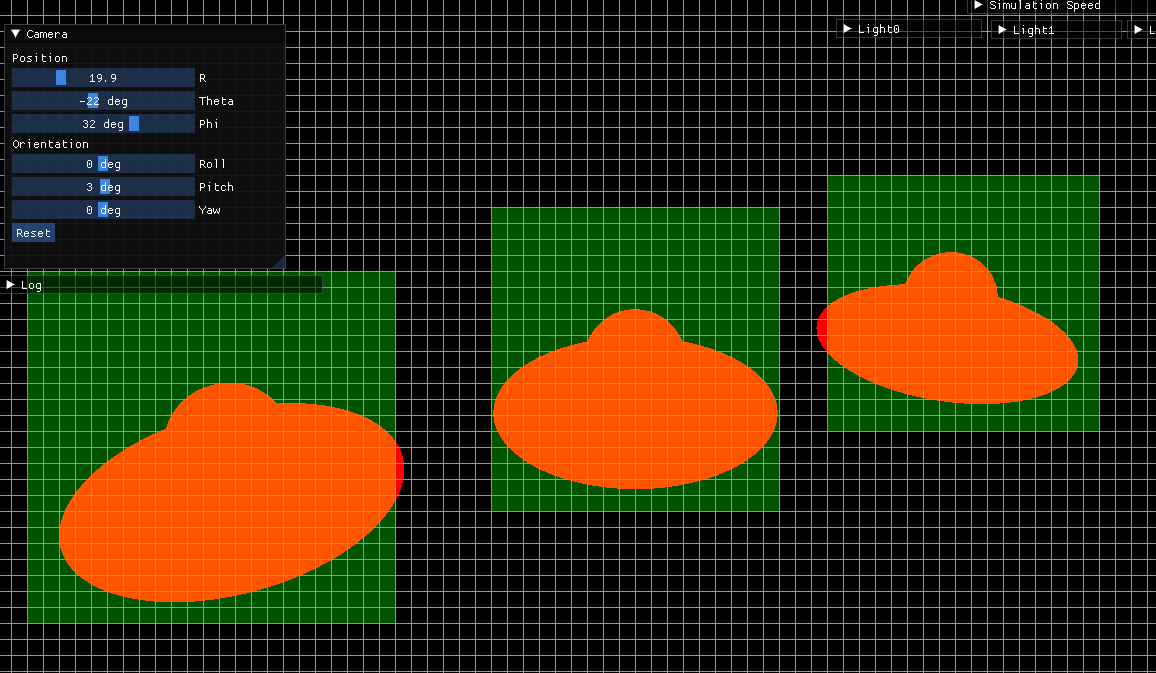 Simulation Speed
Light0
Light1
L
Camera
Position
19.9 R
-22 deg Theta
32 deg Phi
Orientation
0 deg Roll
3 deg Pitch
0 deg Yaw
Reset
Log